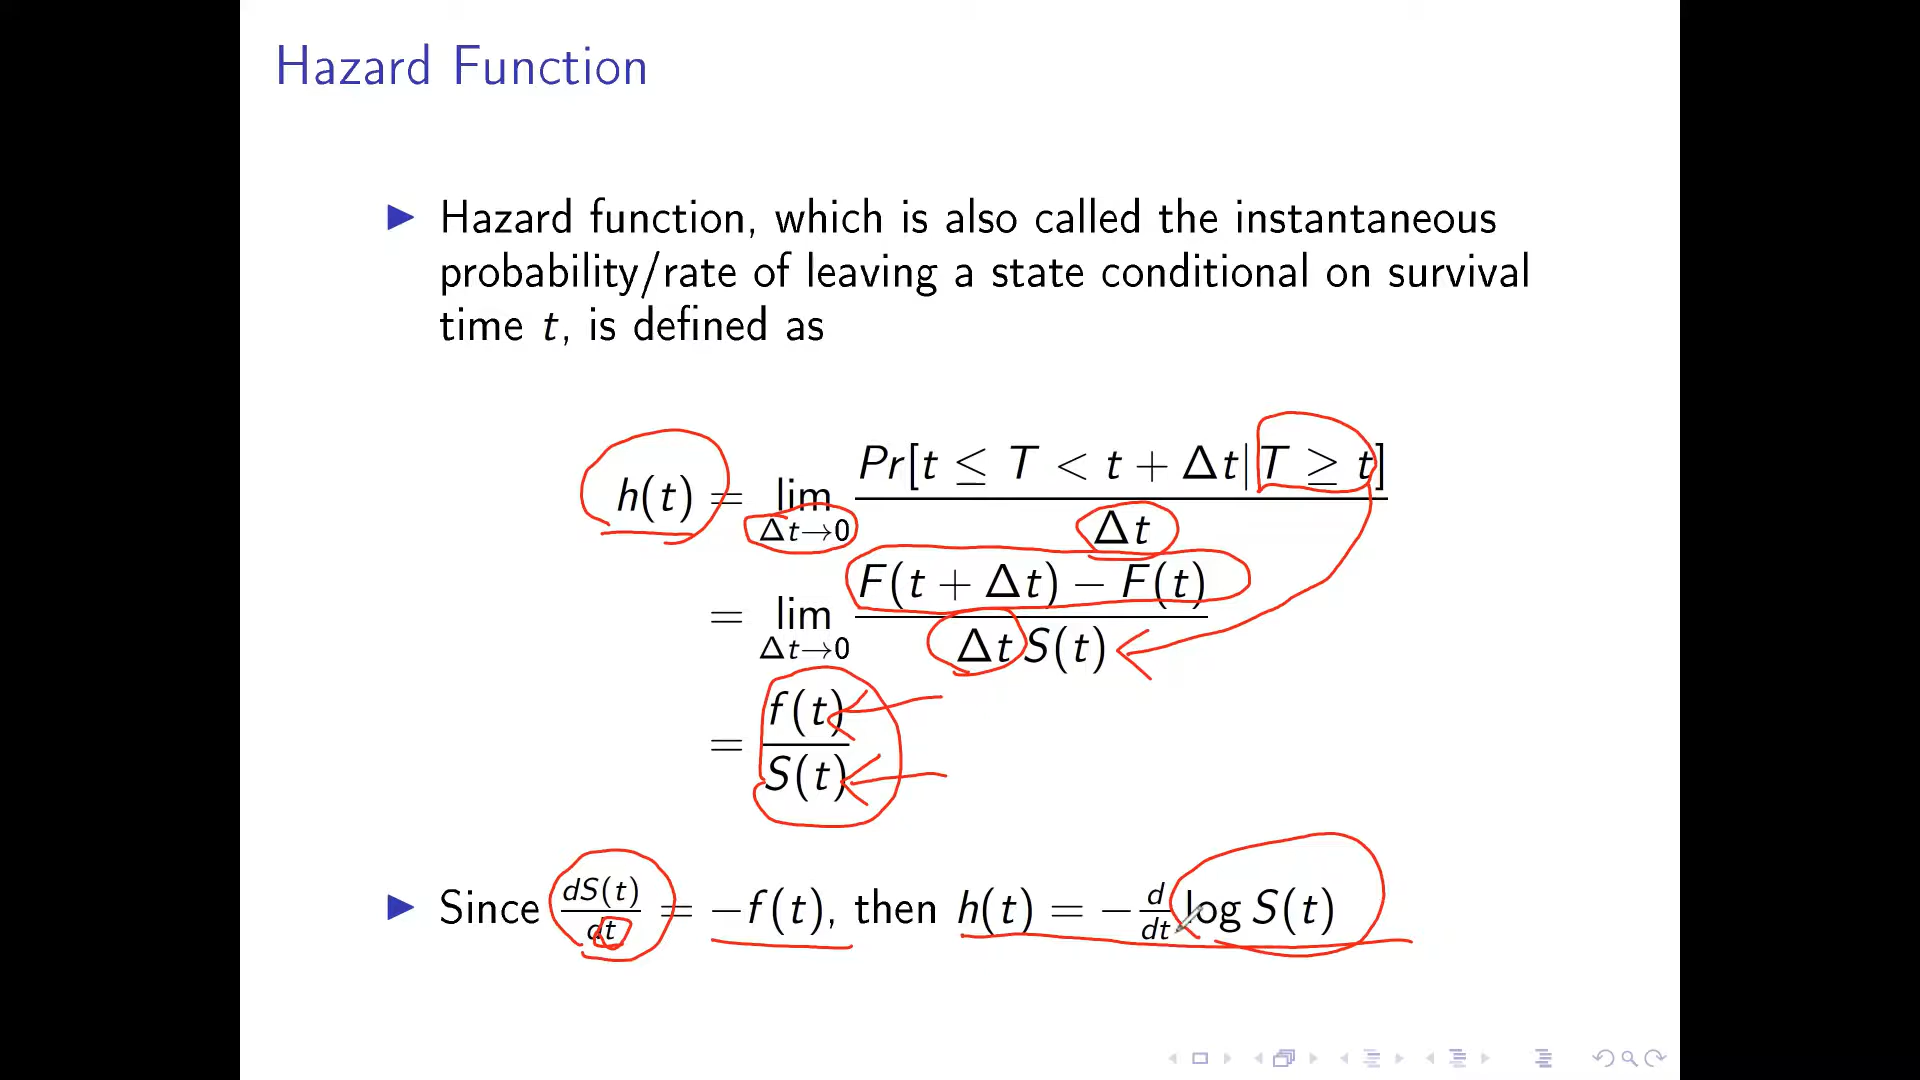 Hazard Function
Hazard function, which is also called the instantaneous
probability/rate of leaving a state conditional on survival
time t, is defined as
h(t) = lim_{Δt→0} Pr[t ≤ T < t + Δt|T ≥ t] / Δt
= lim_{Δt→0} F(t + Δt) − F(t) / Δt S(t)
= f(t) / S(t)
Since dS(t)/dt = −f(t), then h(t) = − d/dt log S(t)